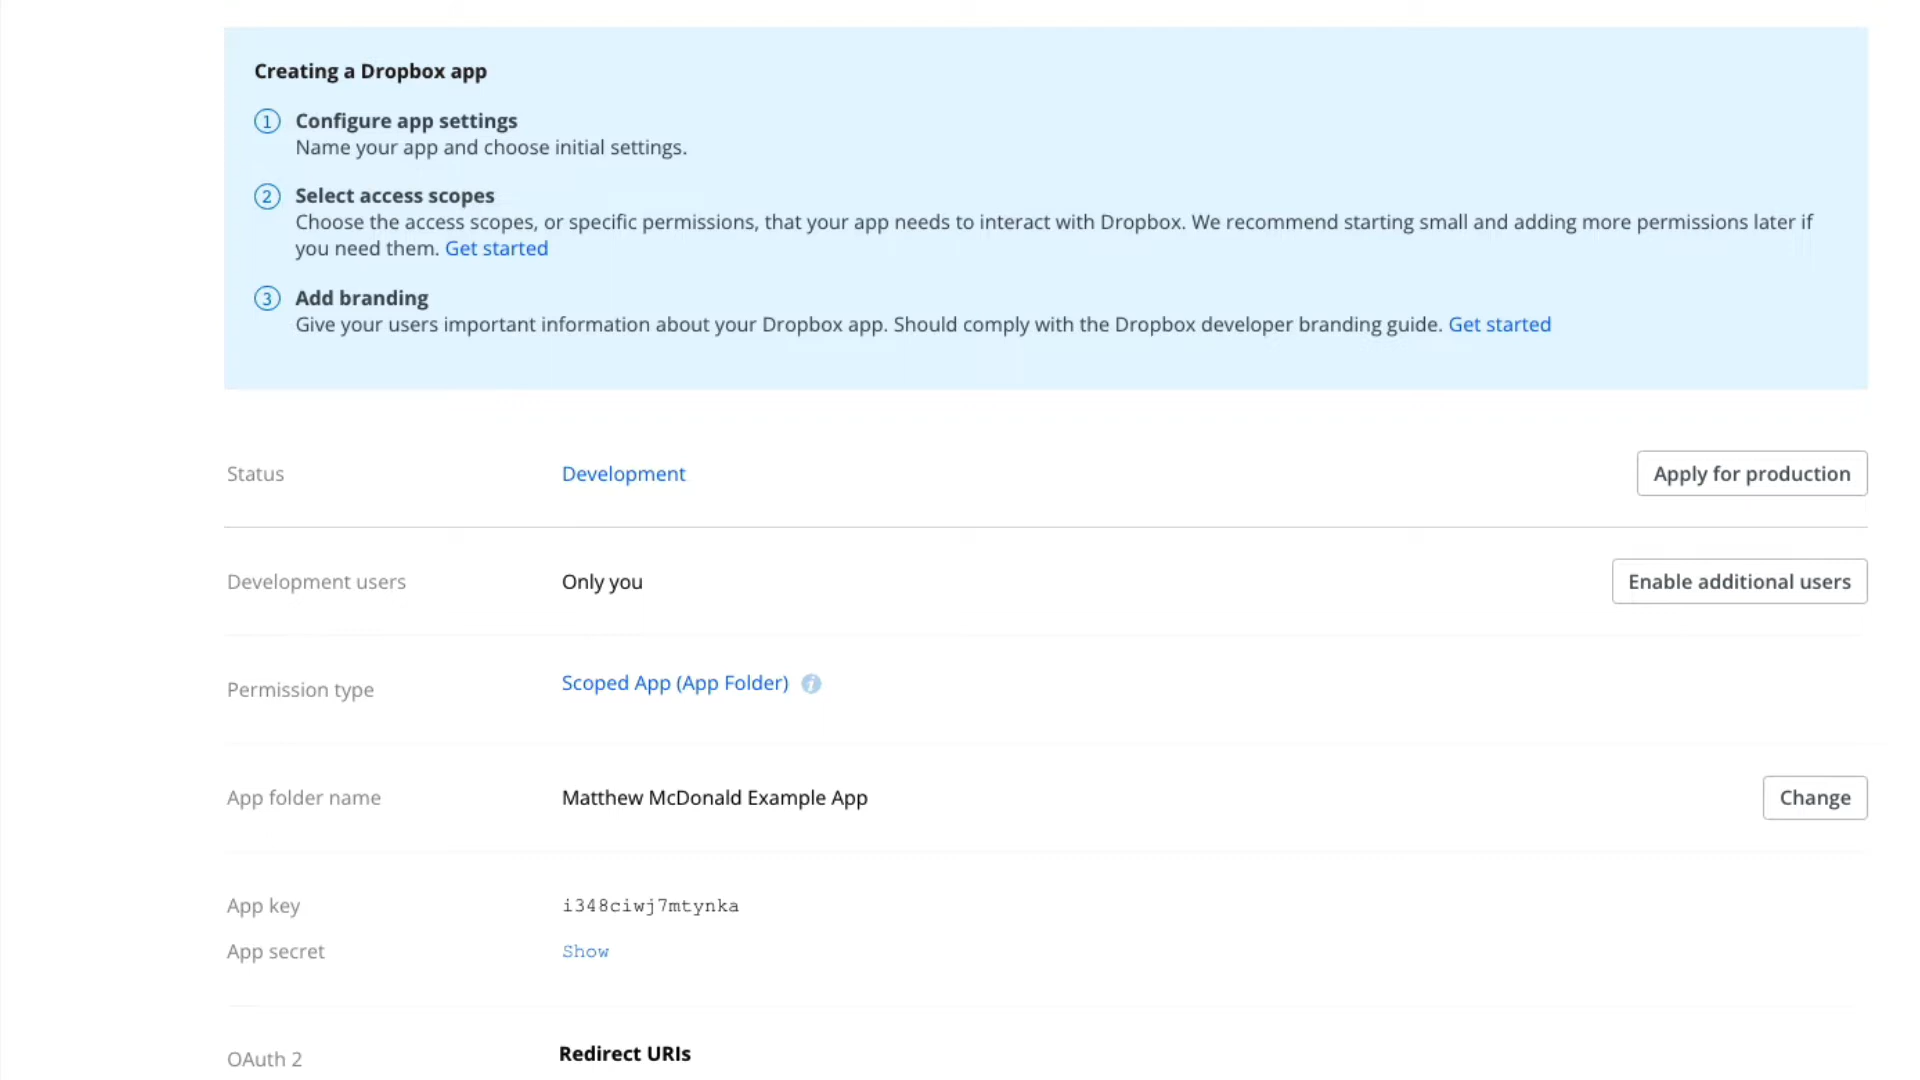 Creating a Dropbox app
1 Configure app settings
Name your app and choose initial settings.
2 Select access scopes
Choose the access scopes, or specific permissions, that your app needs to interact with Dropbox. We recommend starting small and adding more permissions later if
you need them. Get started
3 Add branding
Give your users important information about your Dropbox app. Should comply with the Dropbox developer branding guide. Get started
Status Development Apply for production
Development users Only you Enable additional users
Permission type Scoped App (App Folder) i
App folder name Matthew McDonald Example App Change
App key i348ciwj7mtynka
App secret Show
OAuth 2 Redirect URIs